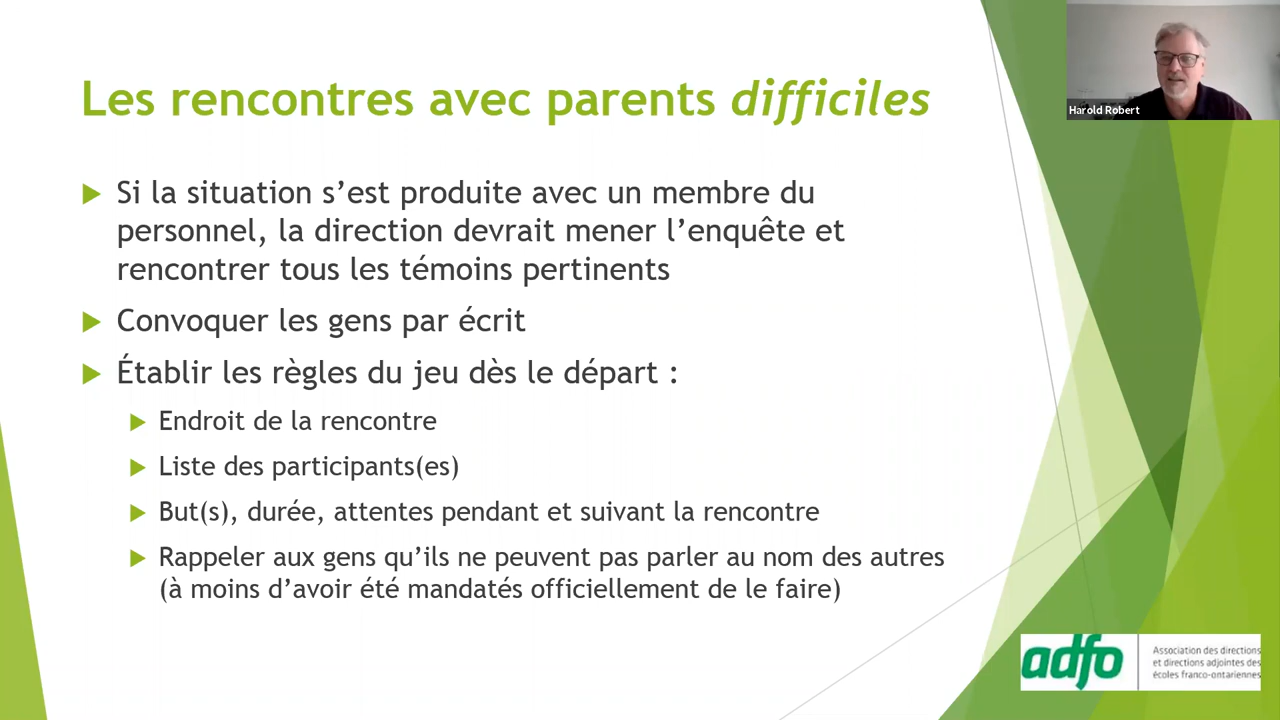 Les rencontres avec parents difficiles
Harold Robert
Si la situation s’est produite avec un membre du
personnel, la direction devrait mener l’enquête et
rencontrer tous les témoins pertinents
Convoquer les gens par écrit
Établir les règles du jeu dès le départ :
Endroit de la rencontre
Liste des participants(es)
But(s), durée, attentes pendant et suivant la rencontre
Rappeler aux gens qu’ils ne peuvent pas parler au nom des autres
(à moins d’avoir été mandatés officiellement de le faire)
adfo
Association des directions
et directions adjointes des
écoles franco-ontariennes